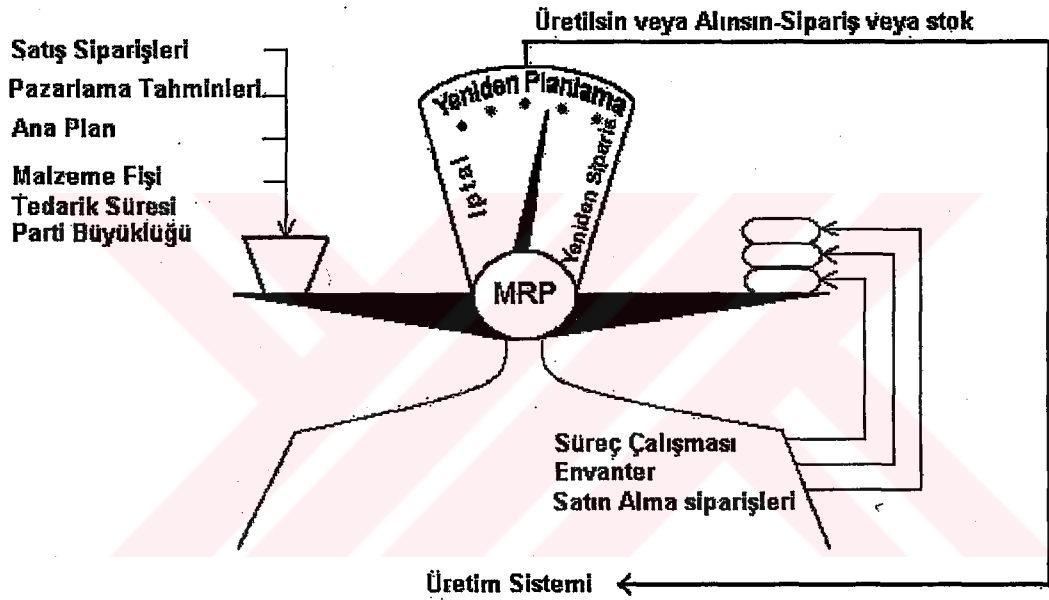 Üretilsin veya Alınsın-Sipariş veya stok
Satış Siparişleri
Pazarlama Tahminleri
Ana Plan
Malzeme Fişi
Tedarik Süresi
Parti Büyüklüğü
Yeniden Planlama
İptal
Yeniden Sipariş
MRP
Süreç Çalışması
Envanter
Satın Alma siparişleri
Üretim Sistemi